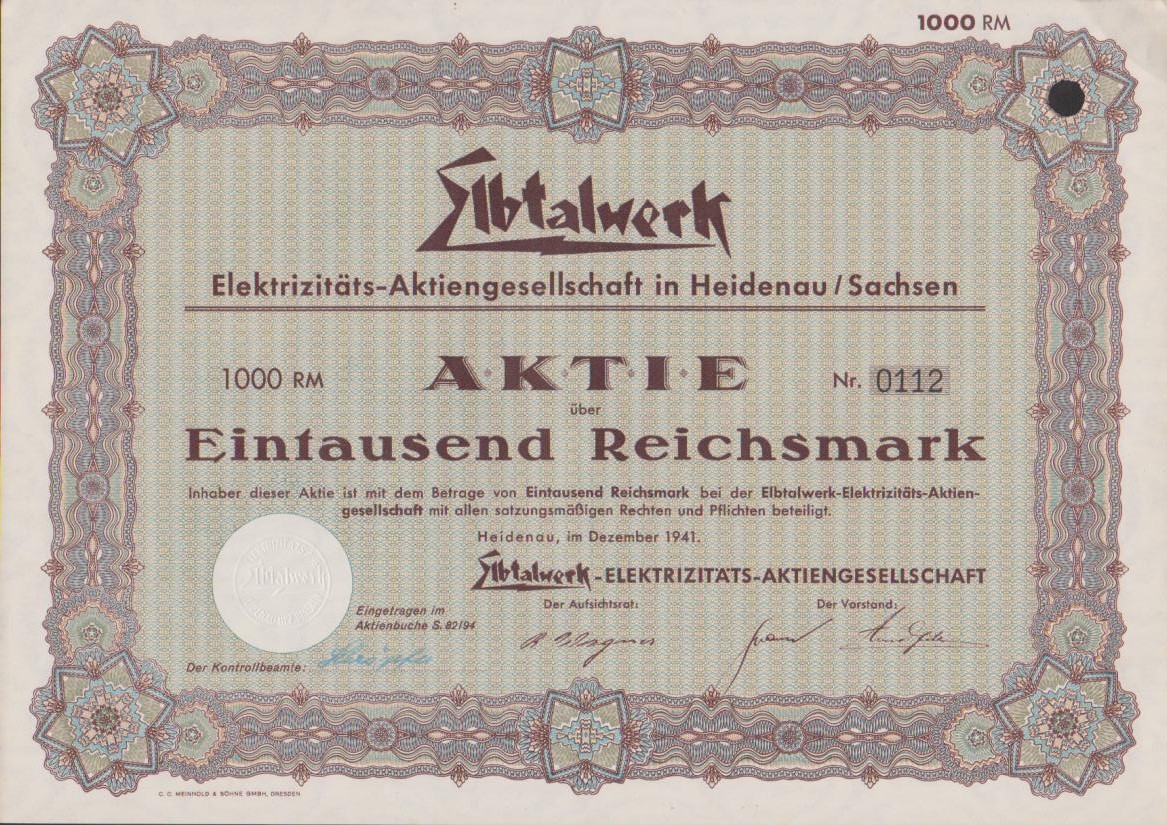 1000 RM
Elbtalwerk
Elektrizitäts-Aktiengesellschaft in Heidenau/Sachsen
1000 RM
A·K·T·I·E
Nr. 0112
über
Eintausend Reichsmark
Inhaber dieser Aktie ist mit dem Betrage von Eintausend Reichsmark bei der Elbtalwerk-Elektrizitäts-Aktien-
gesellschaft mit allen satzungsmäßigen Rechten und Pflichten beteiligt.
Heidenau, im Dezember 1941.
Elbtalwerk-ELEKTRIZITÄTS-AKTIENGESELLSCHAFT
Der Aufsichtsrat:
Der Vorstand:
Elbtalwerk
Eingetragen im
Aktienbuche S. 82/94
Wagner
Der Kontrollbeamte:
C. C. MEINHOLD & SÖHNE GMBH, DRESDEN